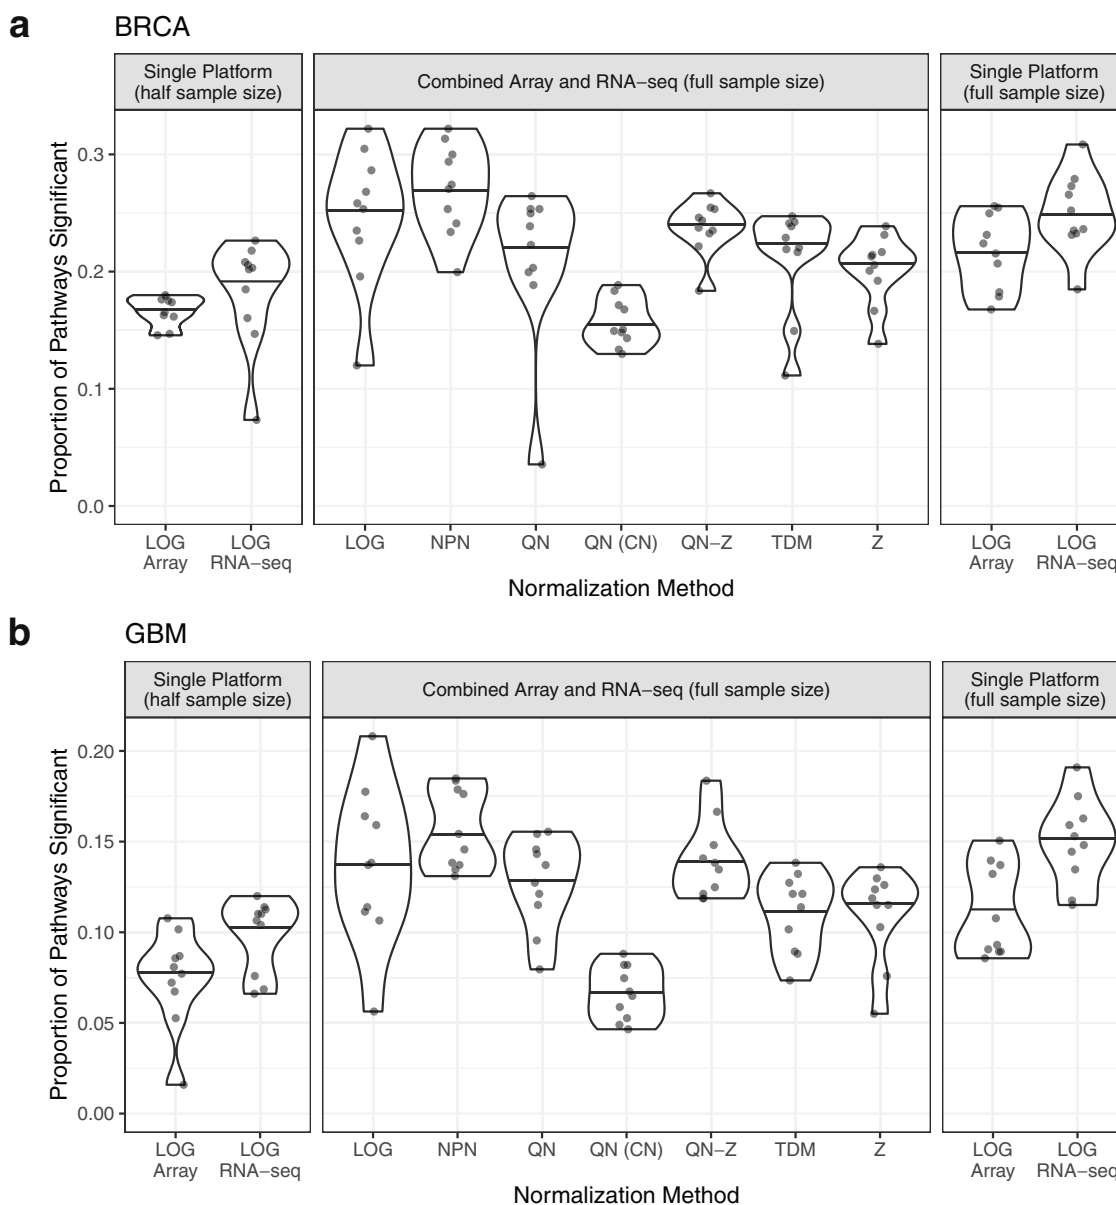 a
BRCA
Single Platform
(half sample size)
Combined Array and RNA−seq (full sample size)
Single Platform
(full sample size)
Proportion of Pathways Significant
0.3
0.2
0.1
0.0
LOG
Array
LOG
RNA−seq
LOG
NPN
QN
QN (CN)
QN−Z
TDM
Z
LOG
Array
LOG
RNA−seq
Normalization Method
b
GBM
Single Platform
(half sample size)
Combined Array and RNA−seq (full sample size)
Single Platform
(full sample size)
Proportion of Pathways Significant
0.20
0.15
0.10
0.05
0.00
LOG
Array
LOG
RNA−seq
LOG
NPN
QN
QN (CN)
QN−Z
TDM
Z
LOG
Array
LOG
RNA−seq
Normalization Method